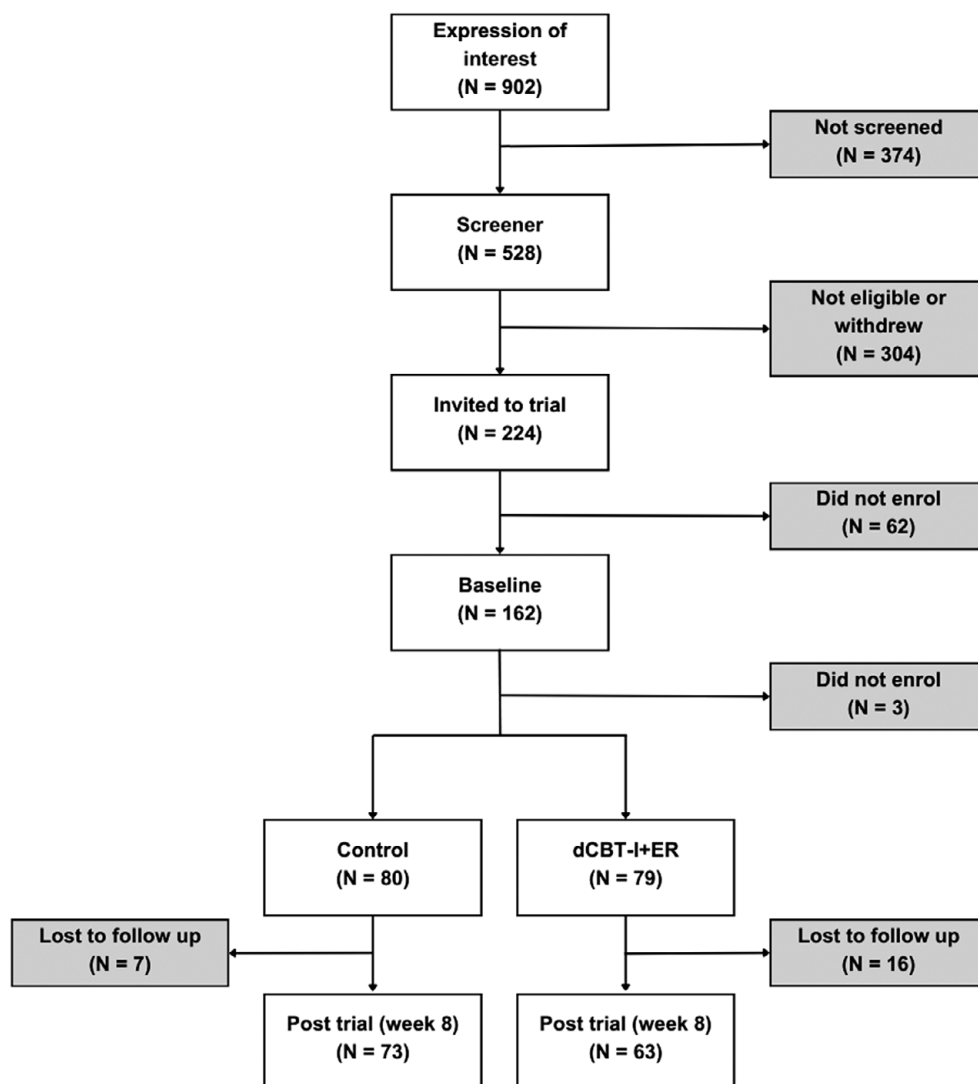 Expression of
interest
(N = 902)
Not screened
(N = 374)
Screener
(N = 528)
Not eligible or
withdrew
(N = 304)
Invited to trial
(N = 224)
Did not enrol
(N = 62)
Baseline
(N = 162)
Did not enrol
(N = 3)
Control
(N = 80)
dCBT-I+ER
(N = 79)
Lost to follow up
(N = 7)
Lost to follow up
(N = 16)
Post trial (week 8)
(N = 73)
Post trial (week 8)
(N = 63)